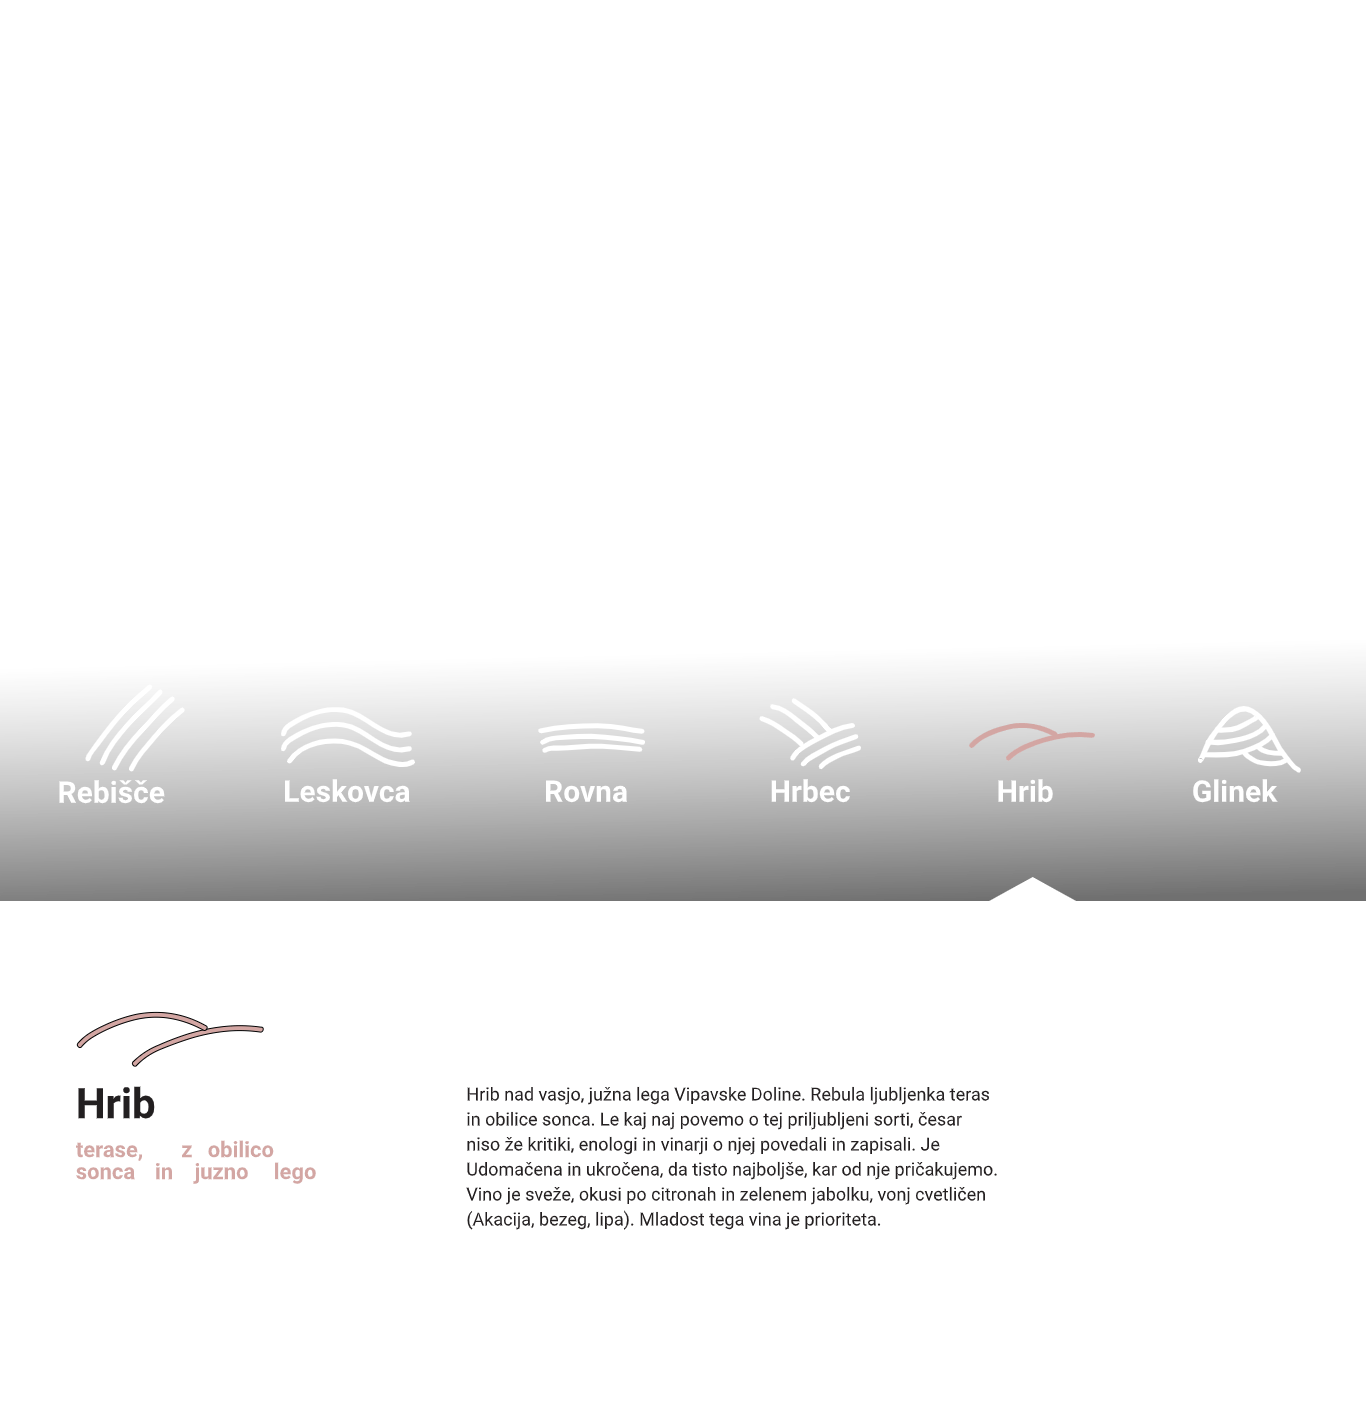 Rebišče
Leskovca
Rovna
Hrbec
Hrib
Glinek
Hrib
terase, z obilico
sonca in juzno lego
Hrib nad vasjo, južna lega Vipavske Doline. Rebula ljubljenka teras
in obilice sonca. Le kaj naj povemo o tej priljubljeni sorti, česar
niso že kritiki, enologi in vinarji o njej povedali in zapisali. Je
Udomačena in ukročena, da tisto najboljše, kar od nje pričakujemo.
Vino je sveže, okusi po citronah in zelenem jabolku, vonj cvetličen
(Akacija, bezeg, lipa). Mladost tega vina je prioriteta.